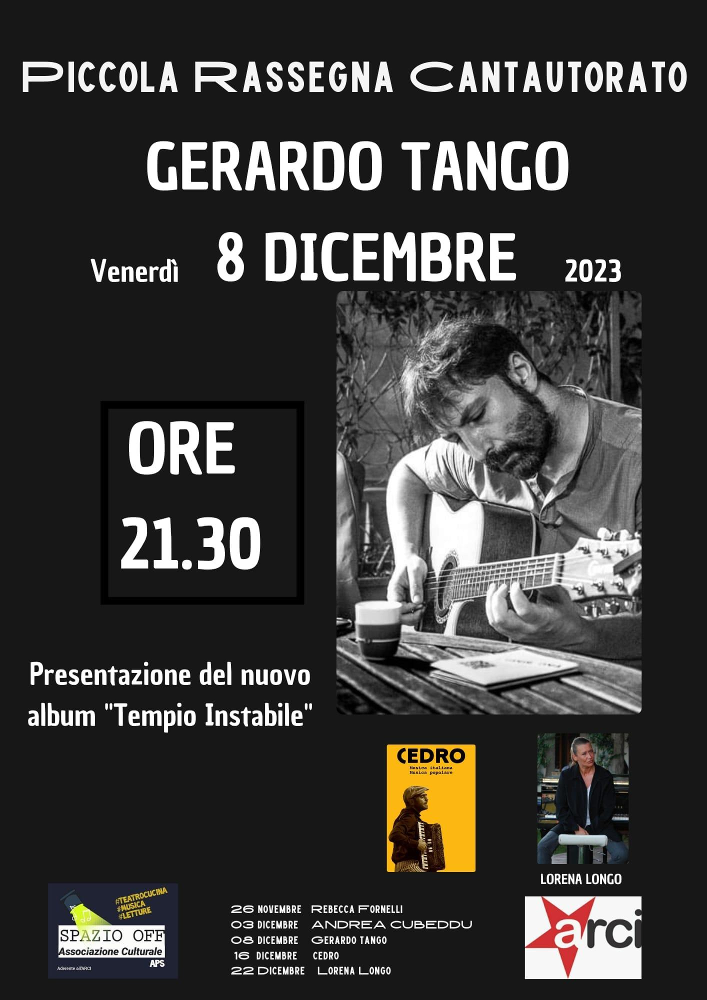 PICCOLA RASSEGNA CANTAUTORATO
GERARDO TANGO
Venerdì 8 DICEMBRE 2023
ORE
21.30
Presentazione del nuovo
album "Tempio Instabile"
CEDRO
Musica italiana
Musica popolare
LORENA LONGO
#TEATROCUCINA
#MUSICA
#LETTURE
SPAZIO OFF
Associazione Culturale
APS
Aderente all'ARCI
26 NOVEMBRE REBECCA FORNELLI
03 DICEMBRE ANDREA CUBEDDU
08 DICEMBRE GERARDO TANGO
16 DICEMBRE CEDRO
22 DICEMBRE LORENA LONGO
arci